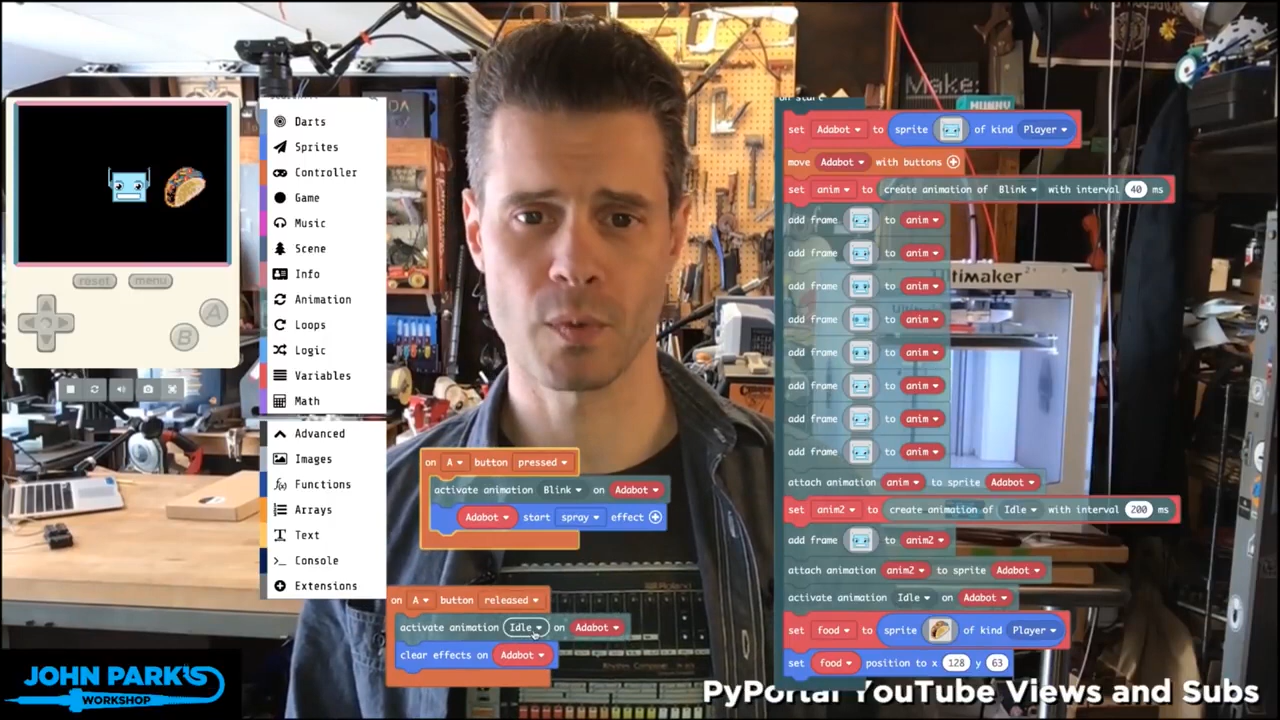 reset
menu
A
B
Darts
Sprites
Controller
Game
Music
Scene
Info
Animation
Loops
Logic
Variables
Math
Advanced
Images
Functions
Arrays
Text
Console
Extensions
on A button pressed
activate animation Blink on Adabot
Adabot start spray effect
on A button released
activate animation Idle on Adabot
clear effects on Adabot
on start
set Adabot to sprite of kind Player
move Adabot with buttons
set anim to create animation of Blink with interval 40 ms
add frame to anim
add frame to anim
add frame to anim
add frame to anim
add frame to anim
add frame to anim
add frame to anim
add frame to anim
attach animation anim to sprite Adabot
set anim2 to create animation of Idle with interval 200 ms
add frame to anim2
attach animation anim2 to sprite Adabot
activate animation Idle on Adabot
set food to sprite of kind Player
set food position to x 128 y 63
Make:
Roland
Rhythm Composer
JOHN PARK'S
WORKSHOP
PyPortal YouTube Views and Subs